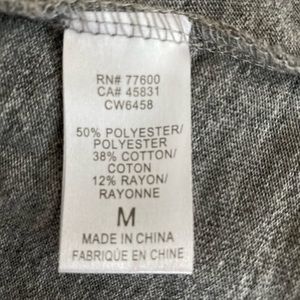 RN# 77600
CA# 45831
CW6458
50% POLYESTER/
POLYESTER
38% COTTON/
COTON
12% RAYON/
RAYONNE
M
MADE IN CHINA
FABRIQUÉ EN CHINE